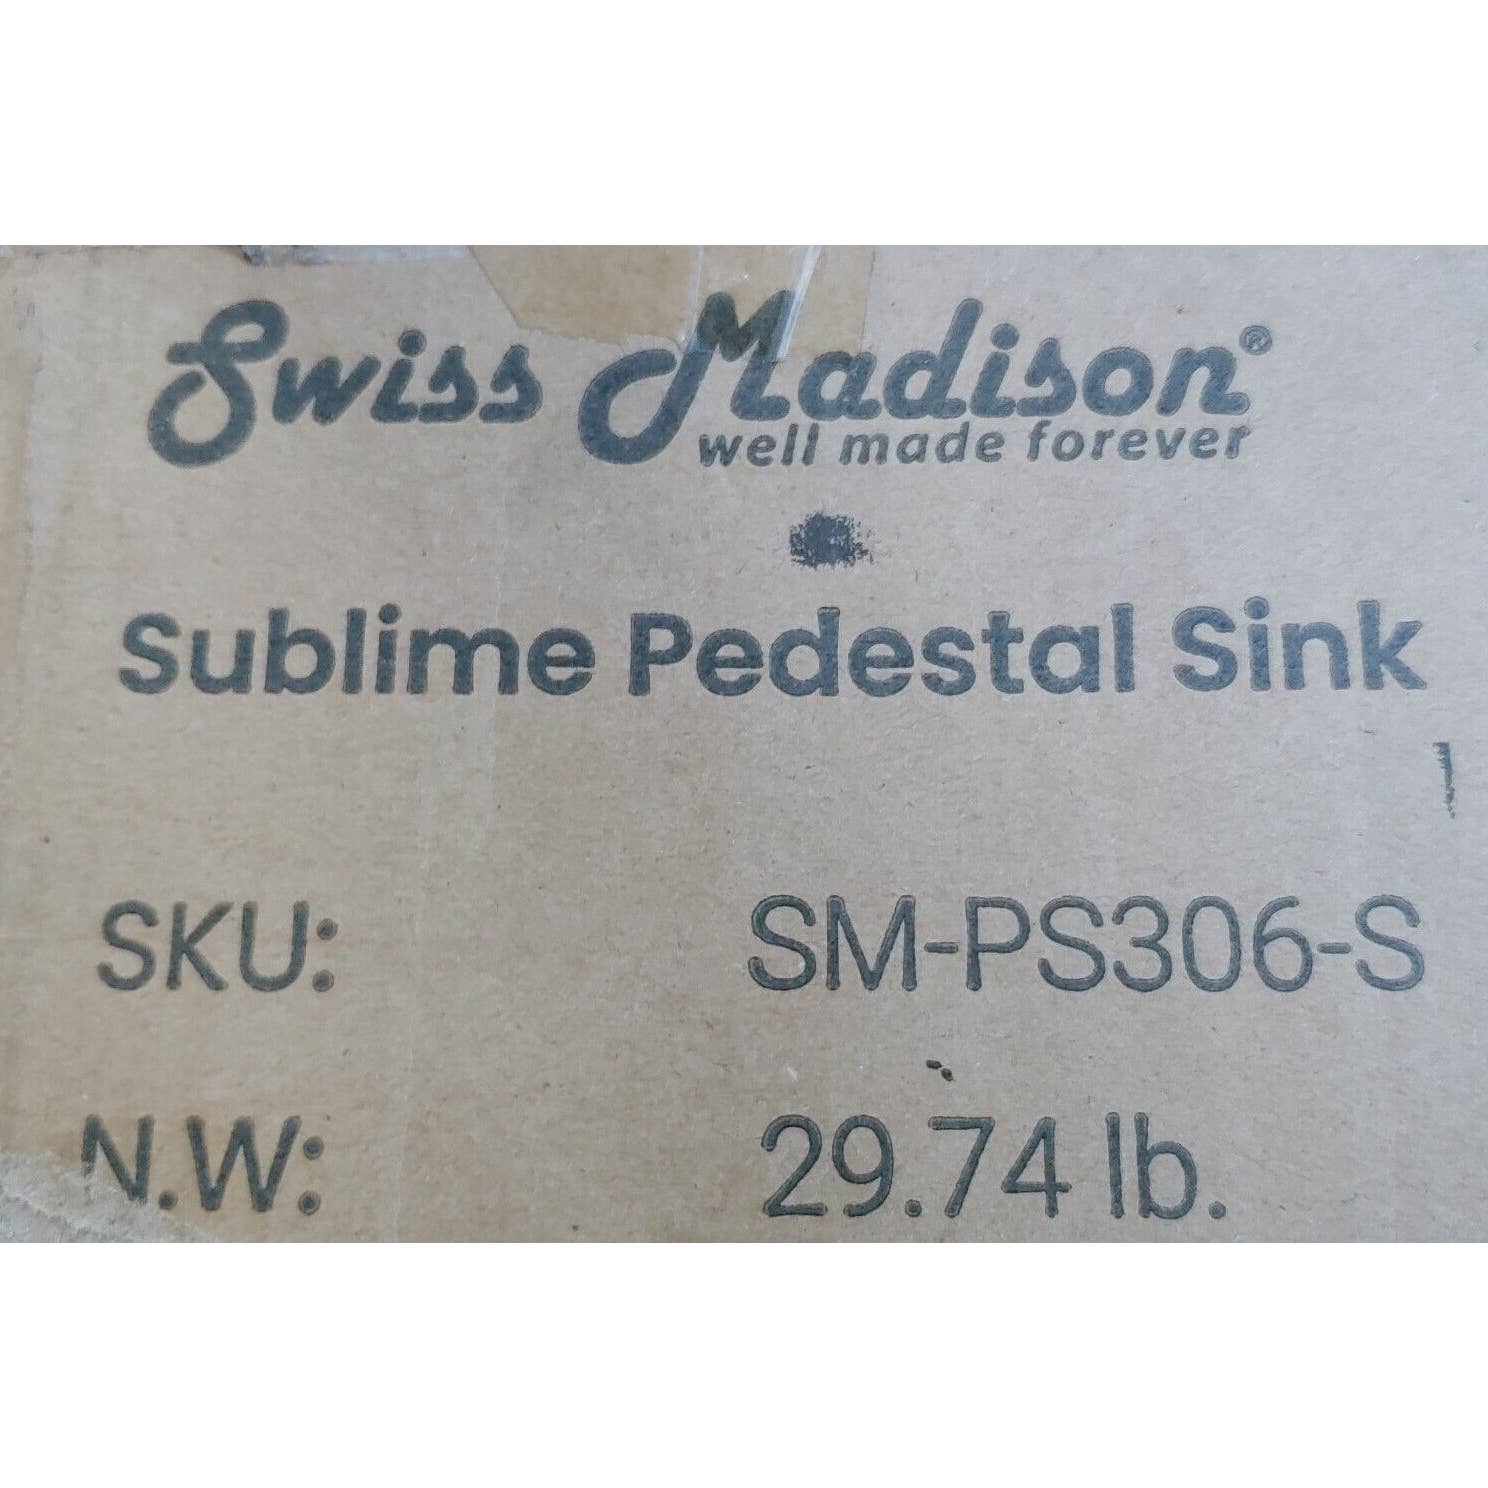 Swiss Madison®
well made forever
Sublime Pedestal Sink
SKU: SM-PS306-S
N.W: 29.74 lb.